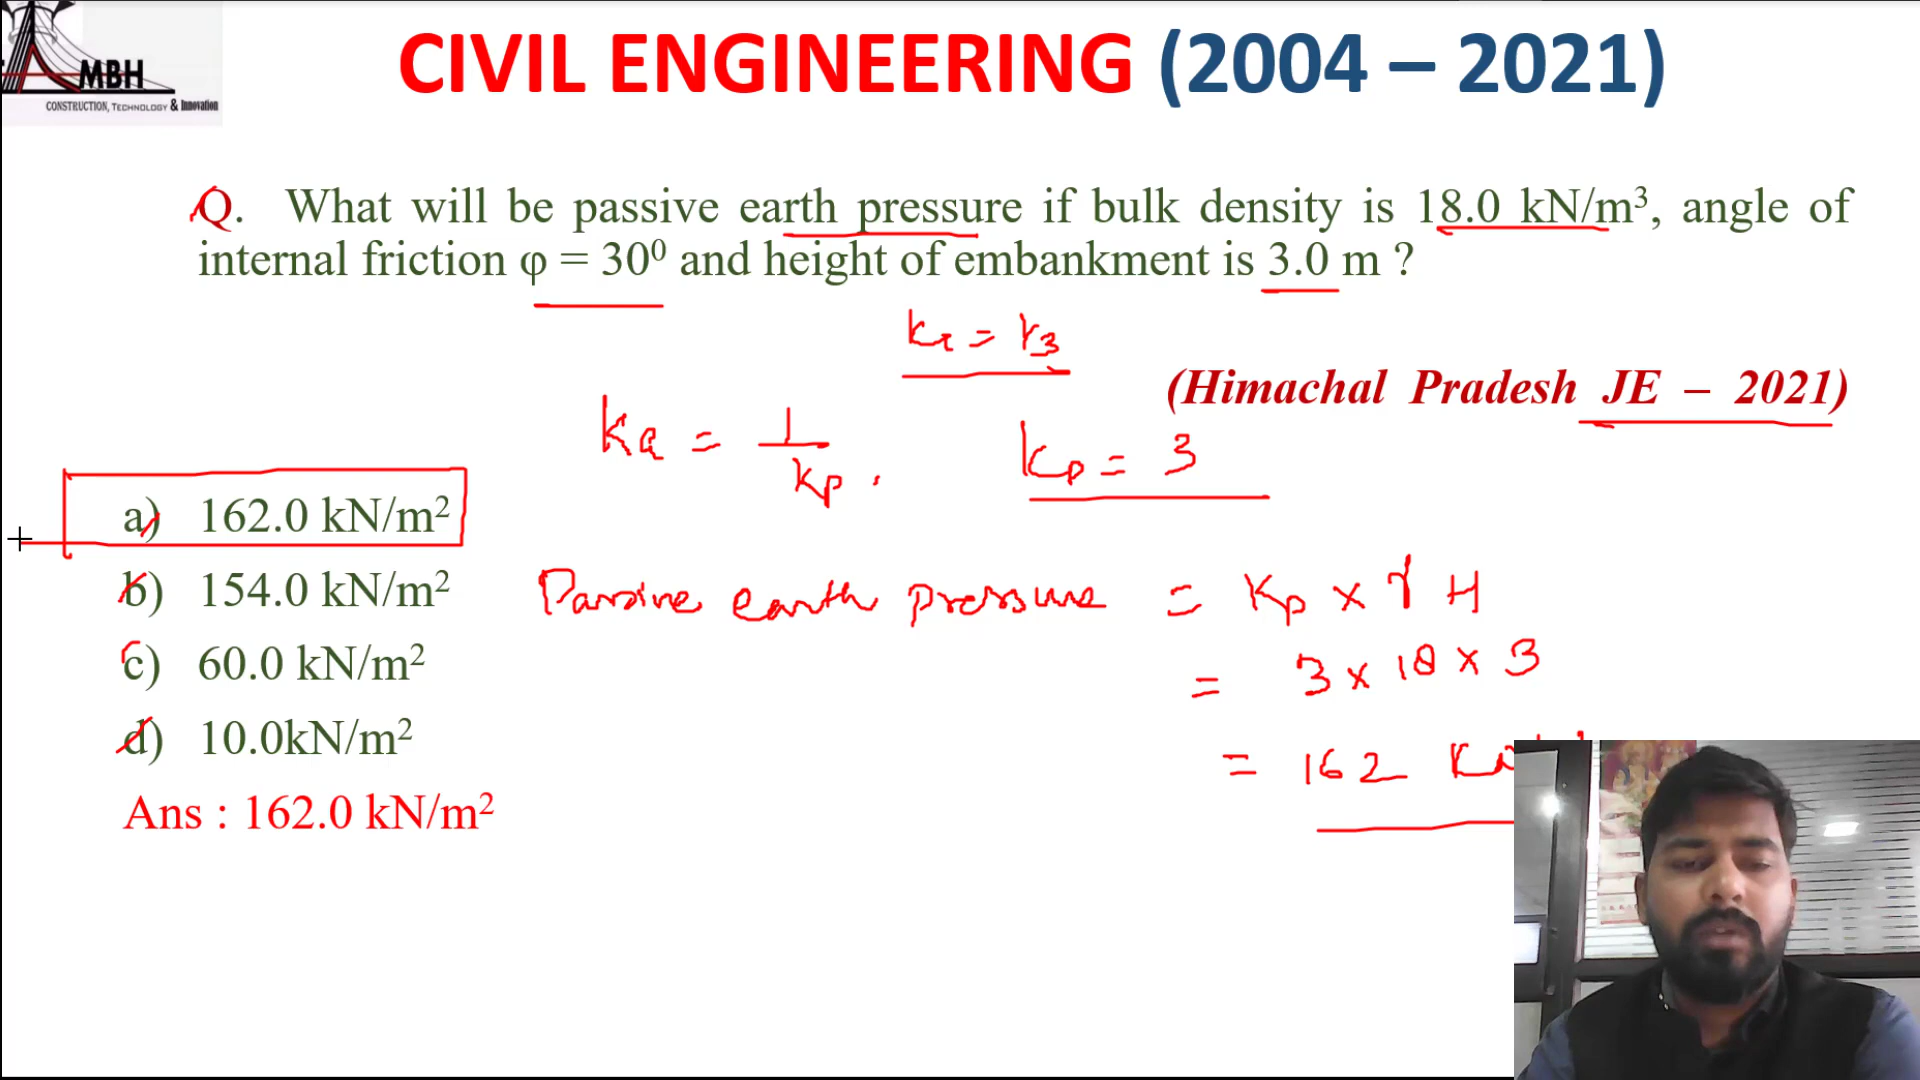 MBH
CONSTRUCTION, TECHNOLOGY & Innovation
CIVIL ENGINEERING (2004 – 2021)
Q. What will be passive earth pressure if bulk density is 18.0 kN/m³, angle of
internal friction φ = 30⁰ and height of embankment is 3.0 m ?
(Himachal Pradesh JE – 2021)
Ka = 1/Kp
Kp = 3
a) 162.0 kN/m²
b) 154.0 kN/m²
c) 60.0 kN/m²
d) 10.0kN/m²
Ans : 162.0 kN/m²
Passive earth pressure = Kp × γ H
= 3 × 18 × 3
= 162